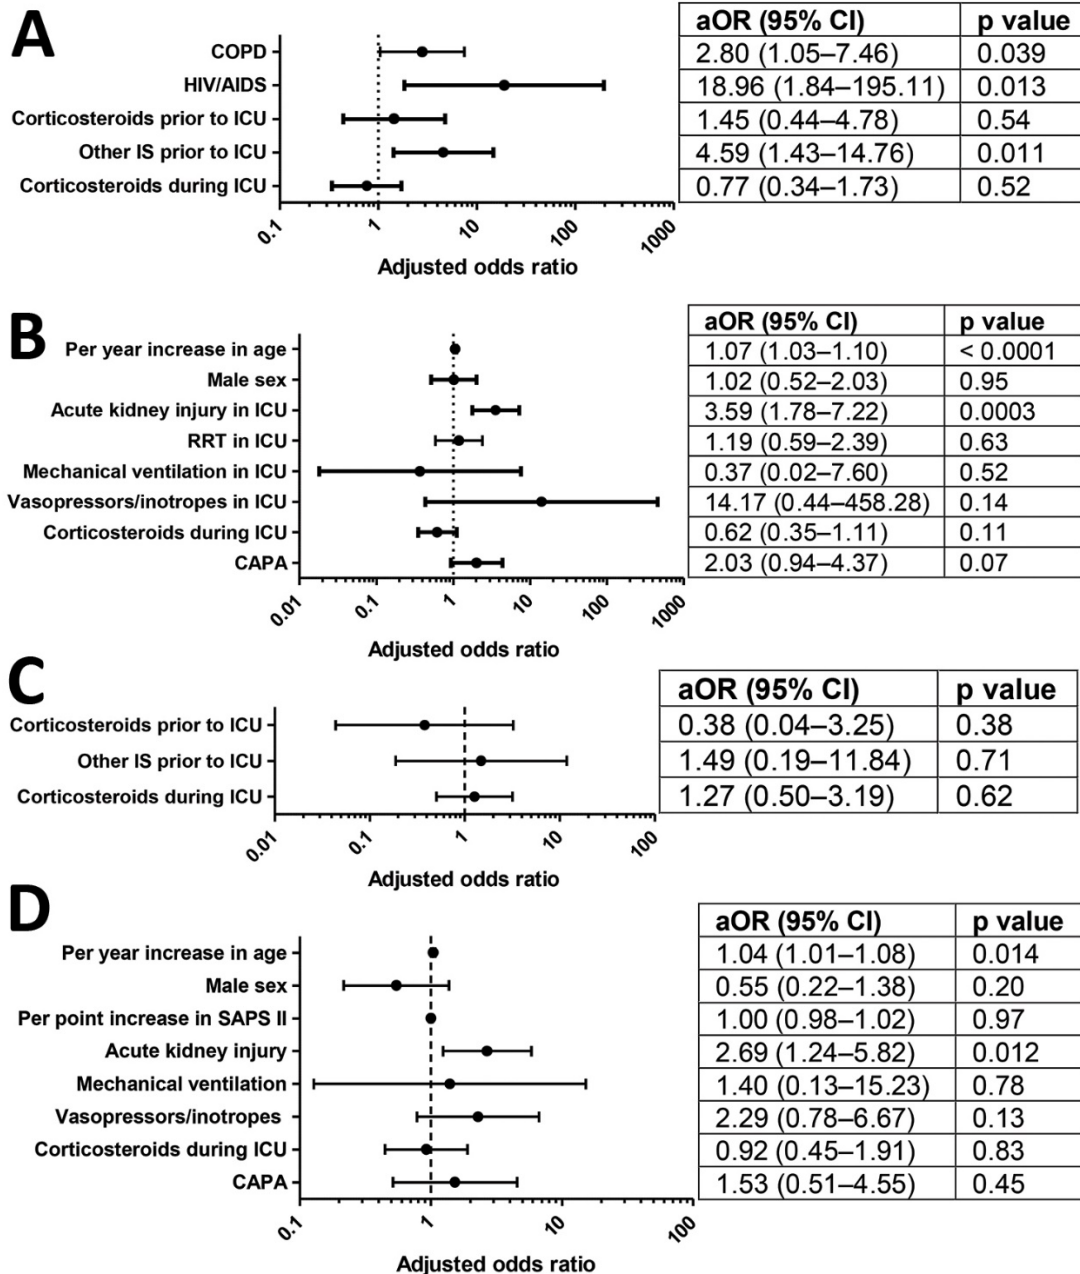 A
aOR (95% CI) p value
COPD 2.80 (1.05–7.46) 0.039
HIV/AIDS 18.96 (1.84–195.11) 0.013
Corticosteroids prior to ICU 1.45 (0.44–4.78) 0.54
Other IS prior to ICU 4.59 (1.43–14.76) 0.011
Corticosteroids during ICU 0.77 (0.34–1.73) 0.52
0.1 1 10 100 1000
Adjusted odds ratio
B
aOR (95% CI) p value
Per year increase in age 1.07 (1.03–1.10) < 0.0001
Male sex 1.02 (0.52–2.03) 0.95
Acute kidney injury in ICU 3.59 (1.78–7.22) 0.0003
RRT in ICU 1.19 (0.59–2.39) 0.63
Mechanical ventilation in ICU 0.37 (0.02–7.60) 0.52
Vasopressors/inotropes in ICU 14.17 (0.44–458.28) 0.14
Corticosteroids during ICU 0.62 (0.35–1.11) 0.11
CAPA 2.03 (0.94–4.37) 0.07
0.01 0.1 1 10 100 1000
Adjusted odds ratio
C
aOR (95% CI) p value
Corticosteroids prior to ICU 0.38 (0.04–3.25) 0.38
Other IS prior to ICU 1.49 (0.19–11.84) 0.71
Corticosteroids during ICU 1.27 (0.50–3.19) 0.62
0.01 0.1 1 10 100
Adjusted odds ratio
D
aOR (95% CI) p value
Per year increase in age 1.04 (1.01–1.08) 0.014
Male sex 0.55 (0.22–1.38) 0.20
Per point increase in SAPS II 1.00 (0.98–1.02) 0.97
Acute kidney injury 2.69 (1.24–5.82) 0.012
Mechanical ventilation 1.40 (0.13–15.23) 0.78
Vasopressors/inotropes 2.29 (0.78–6.67) 0.13
Corticosteroids during ICU 0.92 (0.45–1.91) 0.83
CAPA 1.53 (0.51–4.55) 0.45
0.1 1 10 100
Adjusted odds ratio